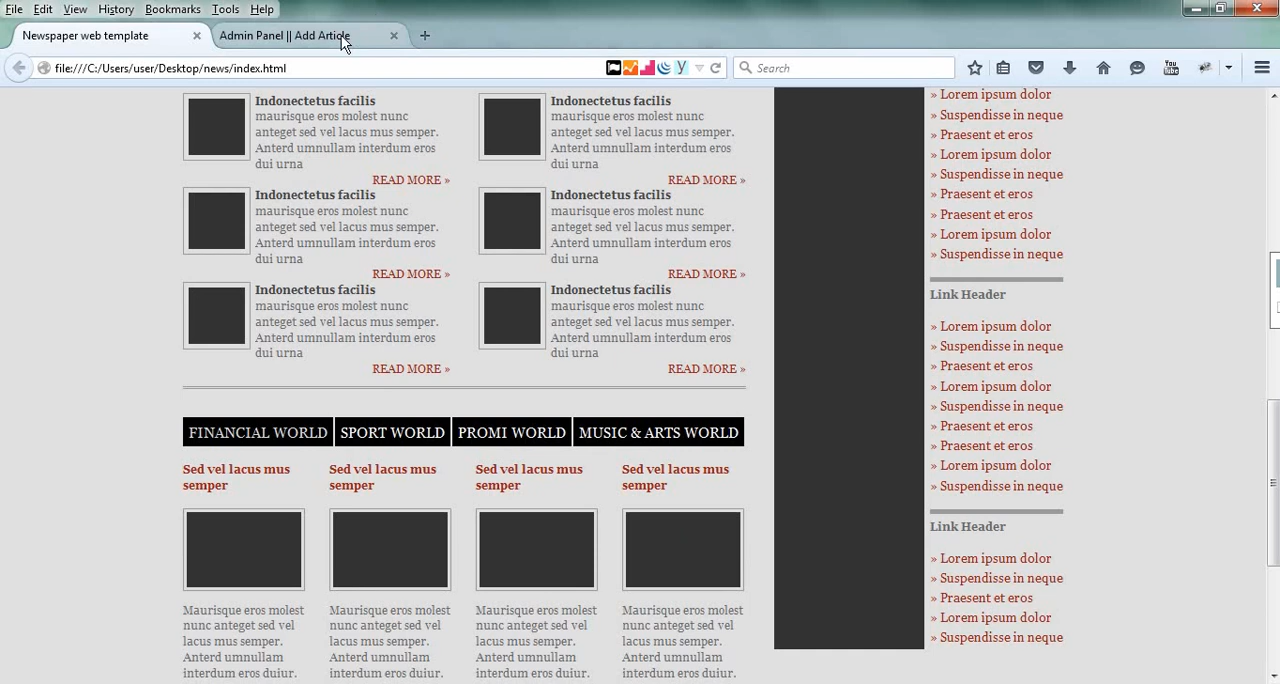 File Edit View History Bookmarks Tools Help
Newspaper web template
Admin Panel || Add Article
file:///C:/Users/user/Desktop/news/index.html
Search
You Tube
Indonectetus facilis
maurisque eros molest nunc
anteget sed vel lacus mus semper.
Anterd umnullam interdum eros
dui urna
READ MORE »
Indonectetus facilis
maurisque eros molest nunc
anteget sed vel lacus mus semper.
Anterd umnullam interdum eros
dui urna
READ MORE »
Indonectetus facilis
maurisque eros molest nunc
anteget sed vel lacus mus semper.
Anterd umnullam interdum eros
dui urna
READ MORE »
Indonectetus facilis
maurisque eros molest nunc
anteget sed vel lacus mus semper.
Anterd umnullam interdum eros
dui urna
READ MORE »
Indonectetus facilis
maurisque eros molest nunc
anteget sed vel lacus mus semper.
Anterd umnullam interdum eros
dui urna
READ MORE »
Indonectetus facilis
maurisque eros molest nunc
anteget sed vel lacus mus semper.
Anterd umnullam interdum eros
dui urna
READ MORE »
FINANCIAL WORLD
SPORT WORLD
PROMI WORLD
MUSIC & ARTS WORLD
Sed vel lacus mus
semper
Maurisque eros molest
nunc anteget sed vel
lacus mus semper.
Anterd umnullam
interdum eros duiur.
Sed vel lacus mus
semper
Maurisque eros molest
nunc anteget sed vel
lacus mus semper.
Anterd umnullam
interdum eros duiur.
Sed vel lacus mus
semper
Maurisque eros molest
nunc anteget sed vel
lacus mus semper.
Anterd umnullam
interdum eros duiur.
Sed vel lacus mus
semper
Maurisque eros molest
nunc anteget sed vel
lacus mus semper.
Anterd umnullam
interdum eros duiur.
» Lorem ipsum dolor
» Suspendisse in neque
» Praesent et eros
» Lorem ipsum dolor
» Suspendisse in neque
» Praesent et eros
» Praesent et eros
» Lorem ipsum dolor
» Suspendisse in neque
Link Header
» Lorem ipsum dolor
» Suspendisse in neque
» Praesent et eros
» Lorem ipsum dolor
» Suspendisse in neque
» Praesent et eros
» Praesent et eros
» Lorem ipsum dolor
» Suspendisse in neque
Link Header
» Lorem ipsum dolor
» Suspendisse in neque
» Praesent et eros
» Lorem ipsum dolor
» Suspendisse in neque